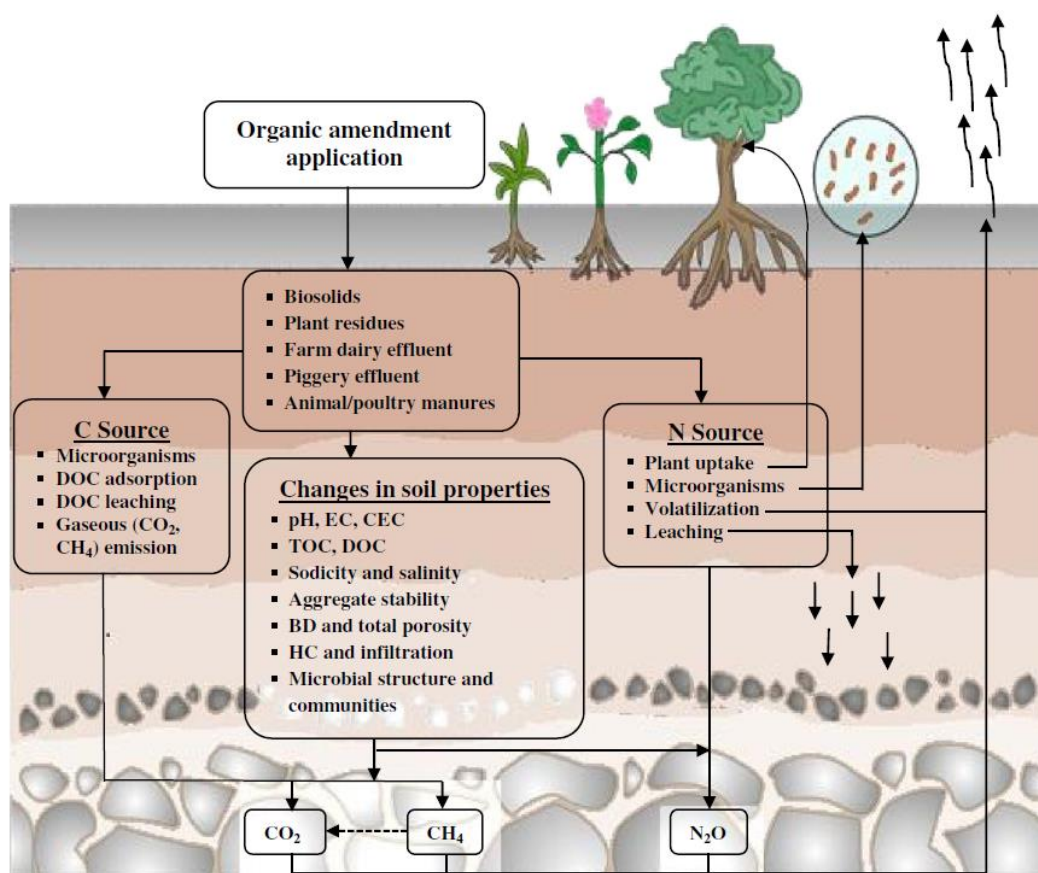 Organic amendment
application
▪ Biosolids
▪ Plant residues
▪ Farm dairy effluent
▪ Piggery effluent
▪ Animal/poultry manures
C Source
▪ Microorganisms
▪ DOC adsorption
▪ DOC leaching
▪ Gaseous (CO₂,
CH₄) emission
Changes in soil properties
▪ pH, EC, CEC
▪ TOC, DOC
▪ Sodicity and salinity
▪ Aggregate stability
▪ BD and total porosity
▪ HC and infiltration
▪ Microbial structure and
communities
N Source
▪ Plant uptake
▪ Microorganisms
▪ Volatilization
▪ Leaching
CO₂
CH₄
N₂O